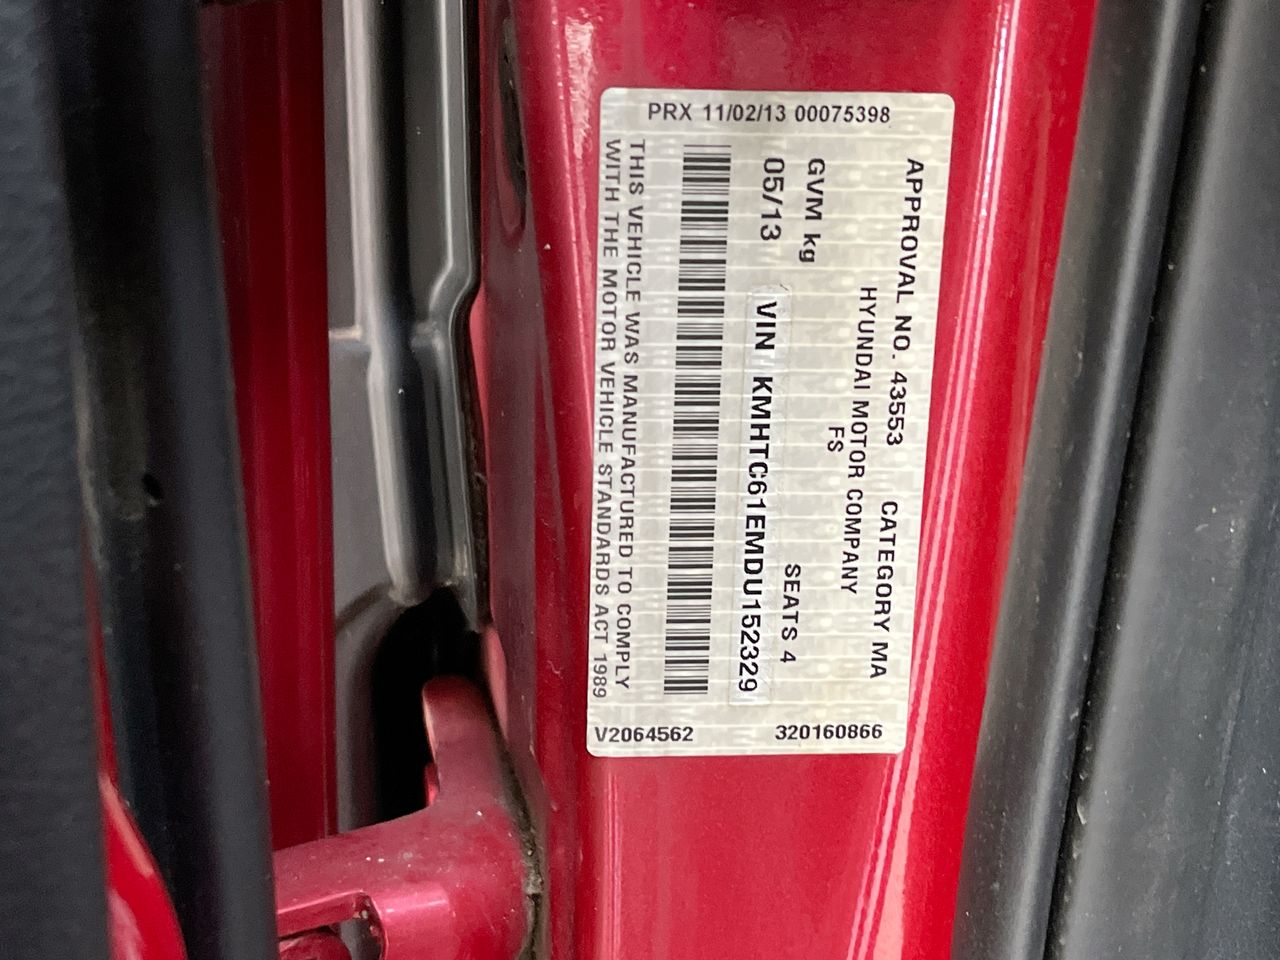 PRX 11/02/13 00075398
APPROVAL NO. 43553 CATEGORY MA
HYUNDAI MOTOR COMPANY
FS
GVM kg SEATS 4
05/13 VIN KMHTC61EMDU152329
THIS VEHICLE WAS MANUFACTURED TO COMPLY
WITH THE MOTOR VEHICLE STANDARDS ACT 1989
V2064562 320160866